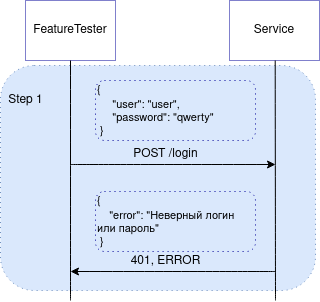 FeatureTester
Service
Step 1
{
"user": "user",
"password": "qwerty"
}
POST /login
{
"error": "Неверный логин
или пароль"
}
401, ERROR